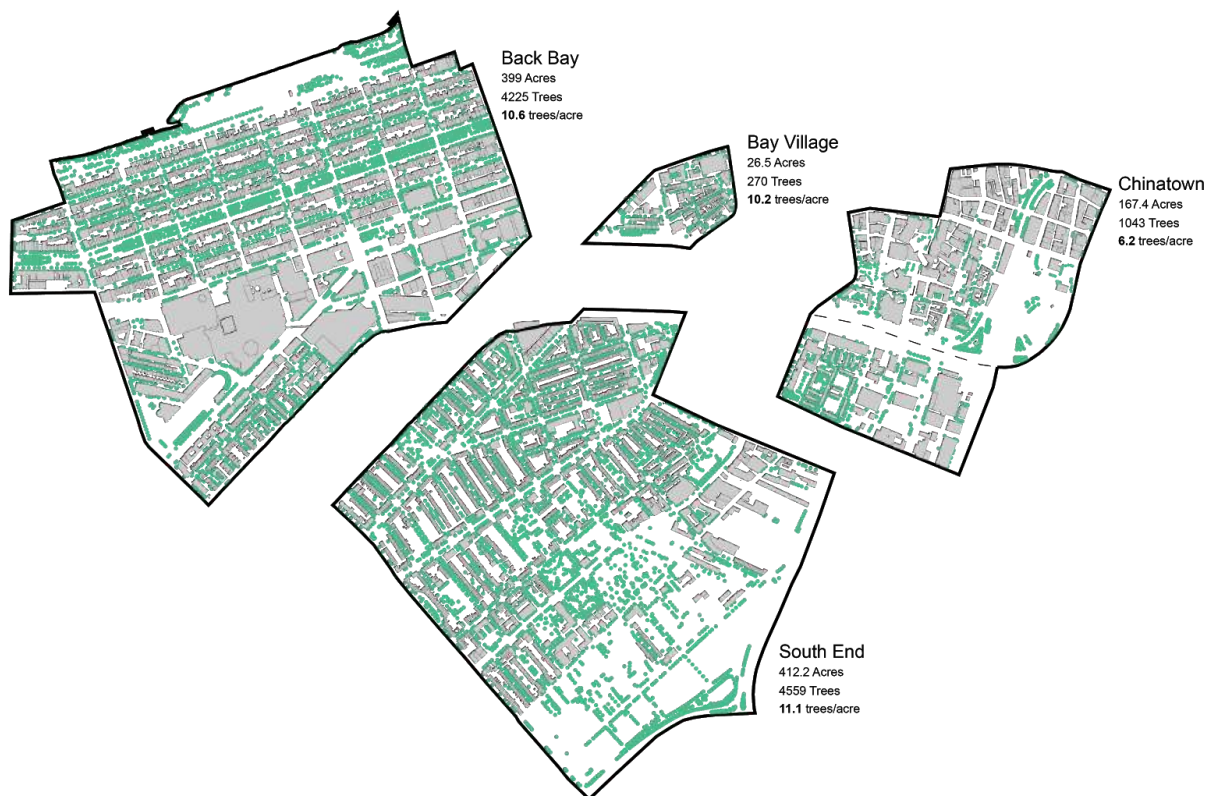 Back Bay
399 Acres
4225 Trees
10.6 trees/acre
Bay Village
26.5 Acres
270 Trees
10.2 trees/acre
Chinatown
167.4 Acres
1043 Trees
6.2 trees/acre
South End
412.2 Acres
4559 Trees
11.1 trees/acre